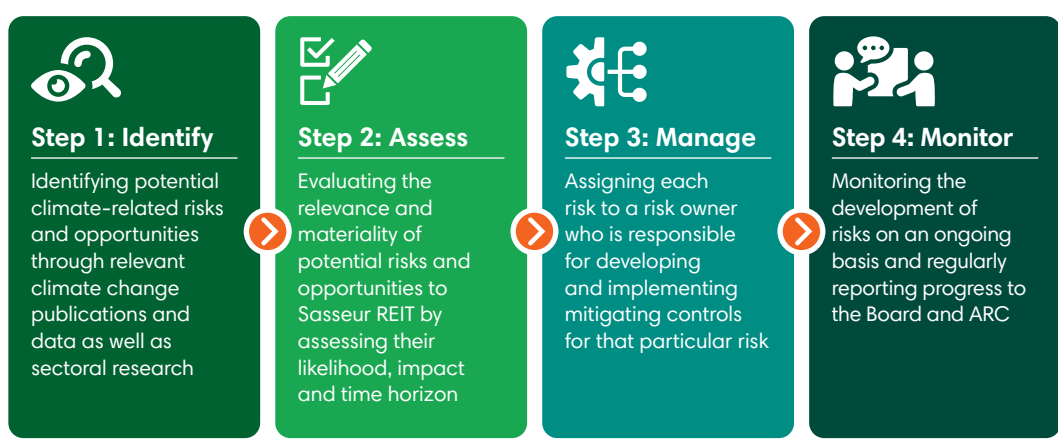 Step 1: Identify
Identifying potential
climate-related risks
and opportunities
through relevant
climate change
publications and
data as well as
sectoral research
Step 2: Assess
Evaluating the
relevance and
materiality of
potential risks and
opportunities to
Sasseur REIT by
assessing their
likelihood, impact
and time horizon
Step 3: Manage
Assigning each
risk to a risk owner
who is responsible
for developing
and implementing
mitigating controls
for that particular risk
Step 4: Monitor
Monitoring the
development of
risks on an ongoing
basis and regularly
reporting progress to
the Board and ARC